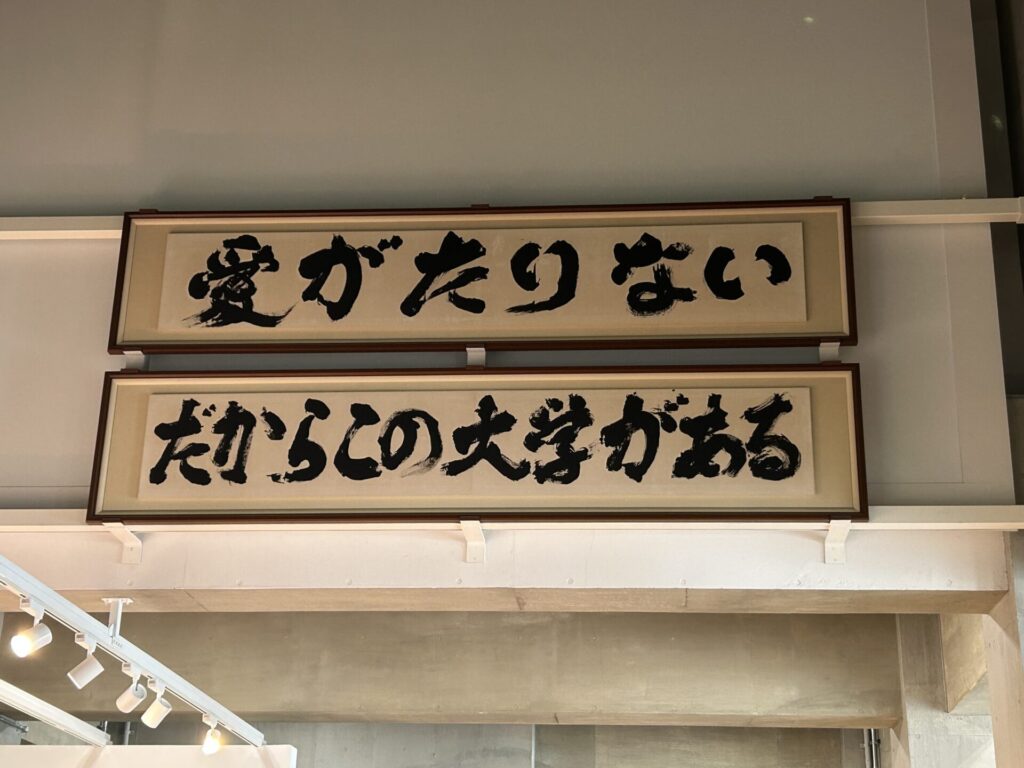 愛がたりない
だからこの大学がある